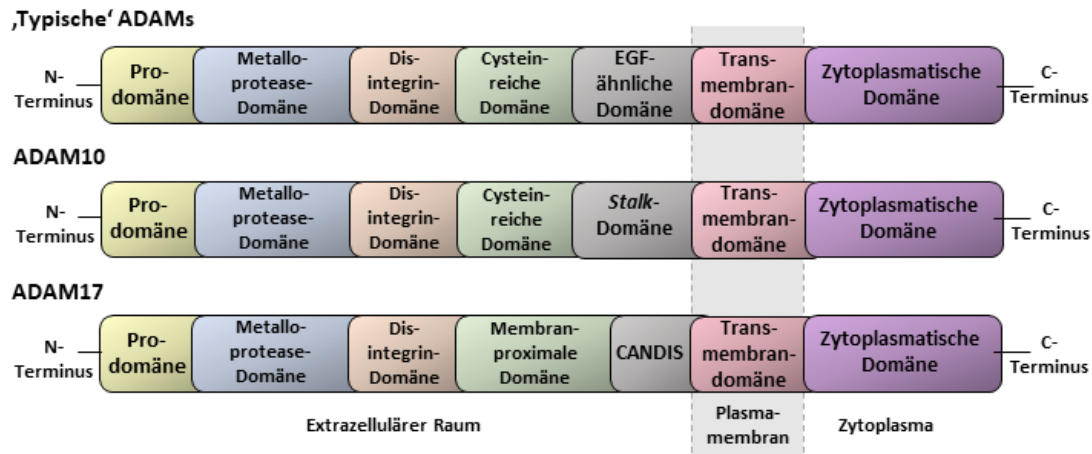 ‚Typische‘ ADAMs
N-
Terminus
Pro-
domäne
Metallo-
protease-
Domäne
Dis-
integrin-
Domäne
Cystein-
reiche
Domäne
EGF-
ähnliche
Domäne
Trans-
membran-
domäne
Zytoplasmatische
Domäne
C-
Terminus
ADAM10
N-
Terminus
Pro-
domäne
Metallo-
protease-
Domäne
Dis-
integrin-
Domäne
Cystein-
reiche
Domäne
Stalk-
Domäne
Trans-
membran-
domäne
Zytoplasmatische
Domäne
C-
Terminus
ADAM17
N-
Terminus
Pro-
domäne
Metallo-
protease-
Domäne
Dis-
integrin-
Domäne
Membran-
proximale
Domäne
CANDIS
Trans-
membran-
domäne
Zytoplasmatische
Domäne
C-
Terminus
Extrazellulärer Raum
Plasma-
membran
Zytoplasma